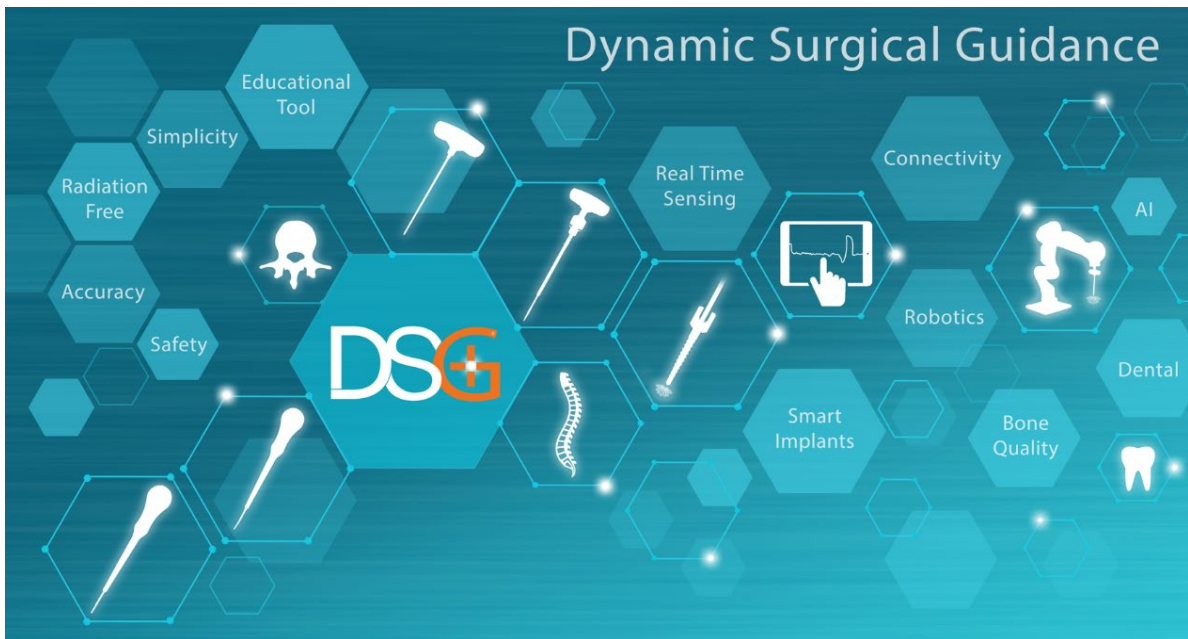 Dynamic Surgical Guidance
Educational
Tool
Simplicity
Radiation
Free
Accuracy
Safety
DSG
Real Time
Sensing
Connectivity
AI
Robotics
Dental
Smart
Implants
Bone
Quality